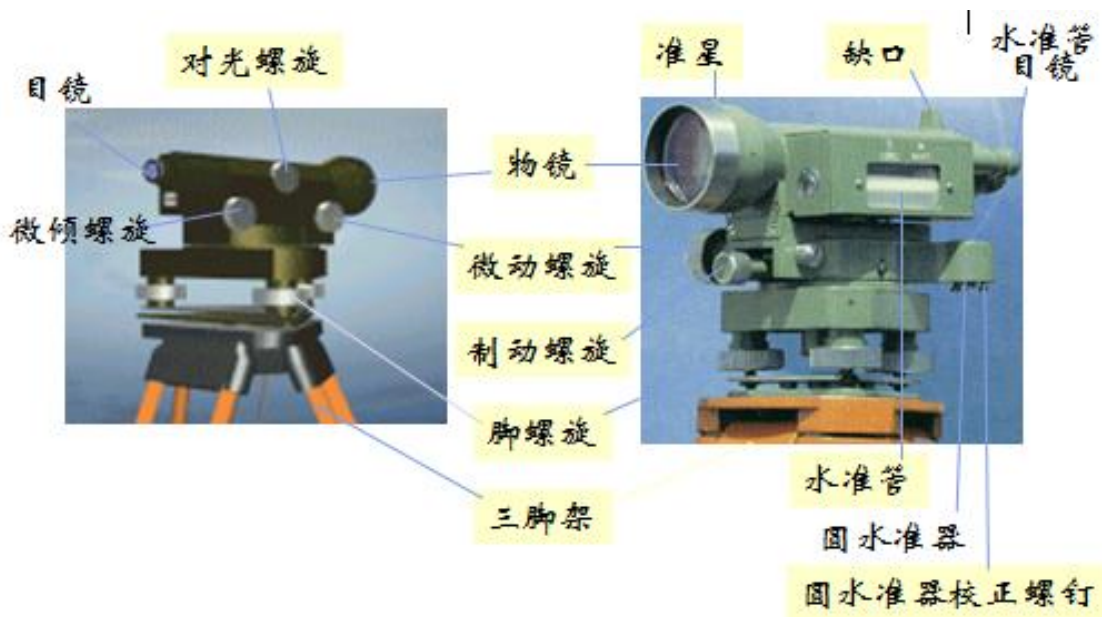 对光螺旋
目镜
微倾螺旋
物镜
微动螺旋
制动螺旋
脚螺旋
三脚架
准星
缺口
水准管
目镜
水准管
圆水准器
圆水准器校正螺钉